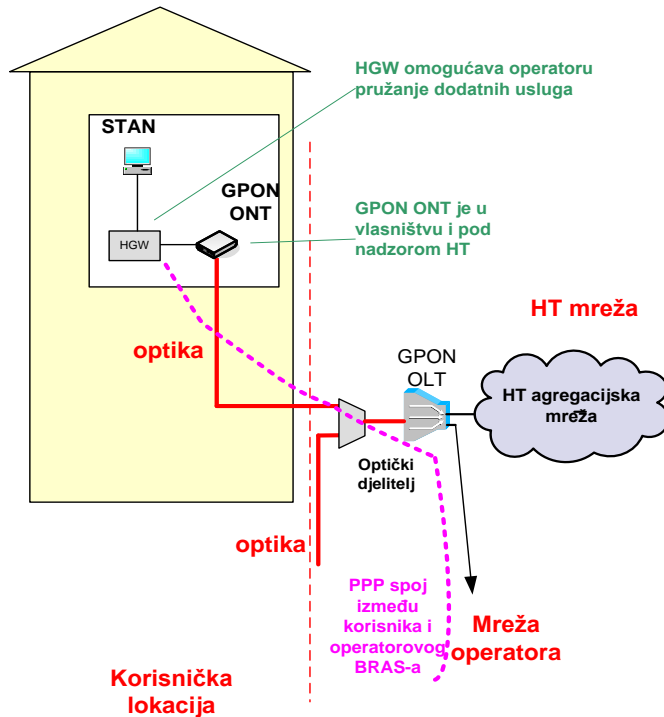 HGW omogućava operatoru
pružanje dodatnih usluga
STAN
GPON
ONT
HGW
GPON ONT je u
vlasništvu i pod
nadzorom HT
HT mreža
optika
GPON
OLT
HT agregacijska
mreža
Optički
djelitelj
optika
PPP spoj
između
korisnika i
operatorovog
BRAS-a
Mreža
operatora
Korisnička
lokacija